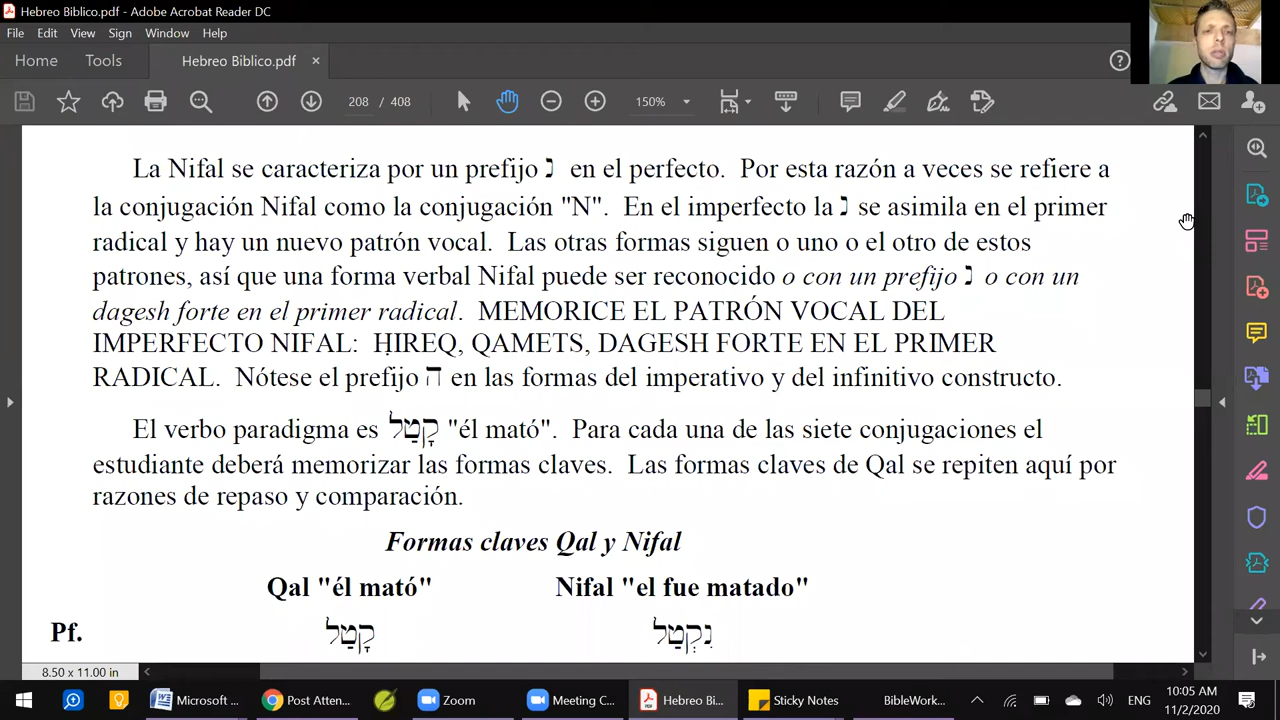 Hebreo Biblico.pdf - Adobe Acrobat Reader DC
File Edit View Sign Window Help
Home Tools Hebreo Biblico.pdf ×
208 / 408 150%
La Nifal se caracteriza por un prefijo נ en el perfecto. Por esta razón a veces se refiere a
la conjugación Nifal como la conjugación "N". En el imperfecto la נ se asimila en el primer
radical y hay un nuevo patrón vocal. Las otras formas siguen o uno o el otro de estos
patrones, así que una forma verbal Nifal puede ser reconocido o con un prefijo נ o con un
dagesh forte en el primer radical. MEMORICE EL PATRÓN VOCAL DEL
IMPERFECTO NIFAL: ḤIREQ, QAMETS, DAGESH FORTE EN EL PRIMER
RADICAL. Nótese el prefijo ה en las formas del imperativo y del infinitivo constructo.
El verbo paradigma es קָטַל "él mató". Para cada una de las siete conjugaciones el
estudiante deberá memorizar las formas claves. Las formas claves de Qal se repiten aquí por
razones de repaso y comparación.
Formas claves Qal y Nifal
Qal "él mató" Nifal "el fue matado"
Pf. קָטַל נִקְטַל
8.50 x 11.00 in
Microsoft ... Post Atten... Zoom Meeting C... Hebreo Bi... Sticky Notes BibleWork... ENG 10:05 AM
11/2/2020